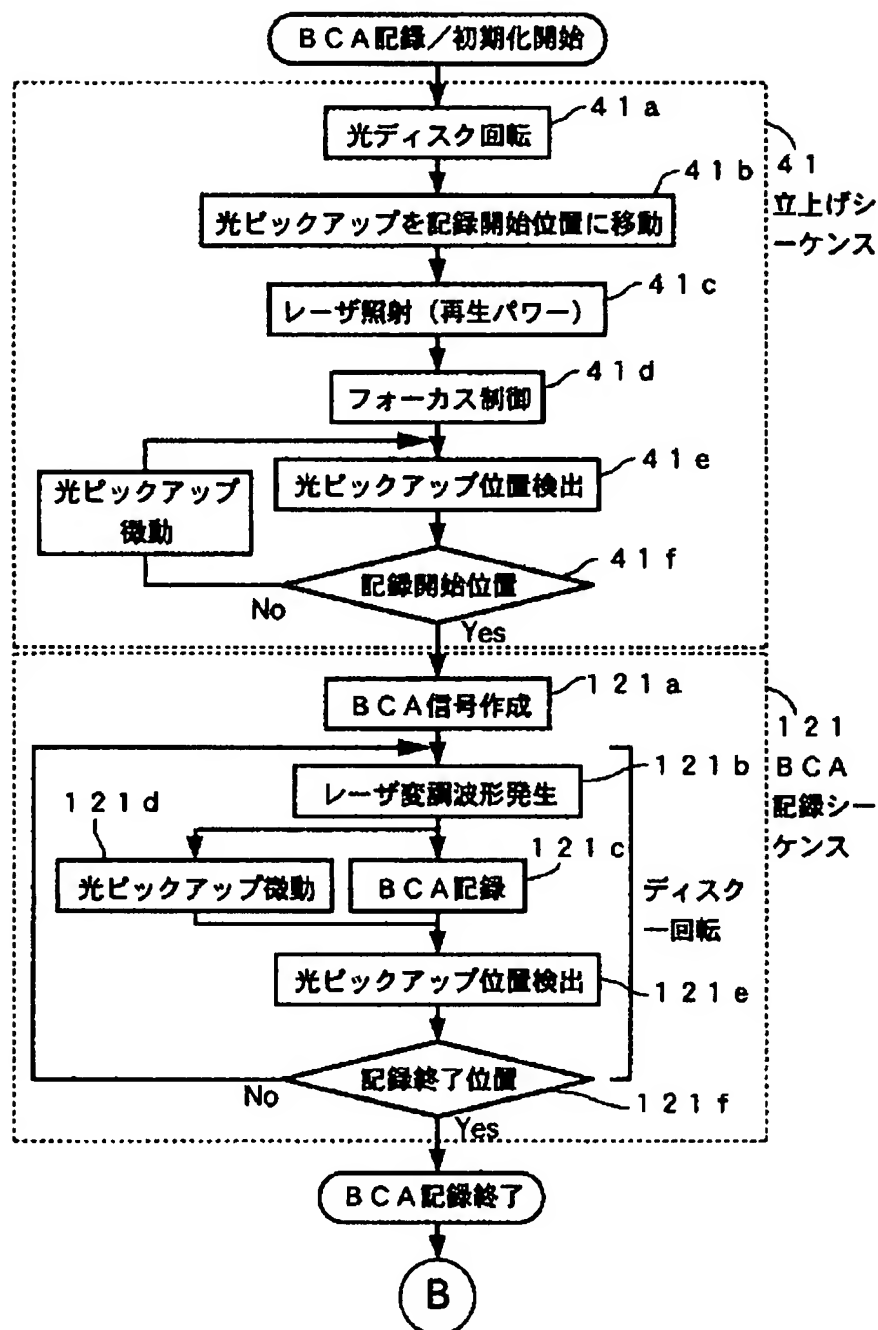 BCA記録／初期化開始
41a
光ディスク回転
41
立上げシ
ーケンス
41b
光ピックアップを記録開始位置に移動
41c
レーザ照射（再生パワー）
41d
フォーカス制御
41e
光ピックアップ位置検出
光ピックアップ
微動
41f
記録開始位置
No
Yes
121a
BCA信号作成
121
BCA
記録シー
ケンス
121b
レーザ変調波形発生
121d
121c
光ピックアップ微動
BCA記録
ディスク
一回転
光ピックアップ位置検出
121e
記録終了位置
No
121f
Yes
BCA記録終了
B